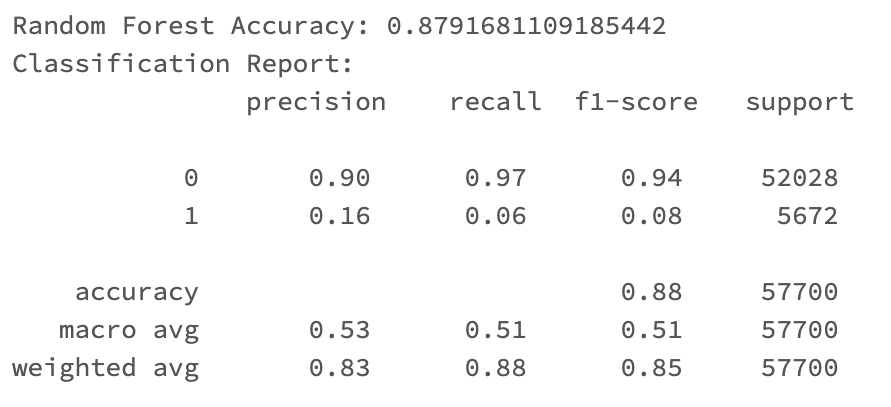 Random Forest Accuracy: 0.8791681109185442
Classification Report:
precision recall f1-score support
0 0.90 0.97 0.94 52028
1 0.16 0.06 0.08 5672
accuracy 0.88 57700
macro avg 0.53 0.51 0.51 57700
weighted avg 0.83 0.88 0.85 57700